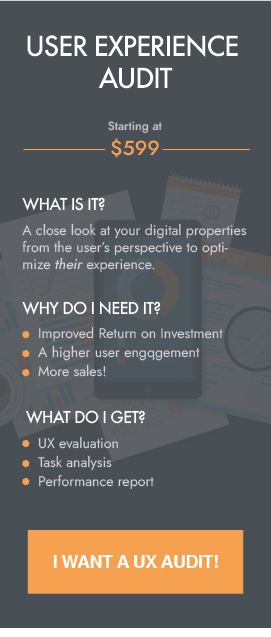 USER EXPERIENCE
AUDIT
Starting at
$599
WHAT IS IT?
A close look at your digital properties
from the user's perspective to opti-
mize their experience.
WHY DO I NEED IT?
Improved Return on Investment
A higher user engqgement
More sales!
WHAT DO I GET?
UX evaluation
Task analysis
Performance report
I WANT A UX AUDIT!